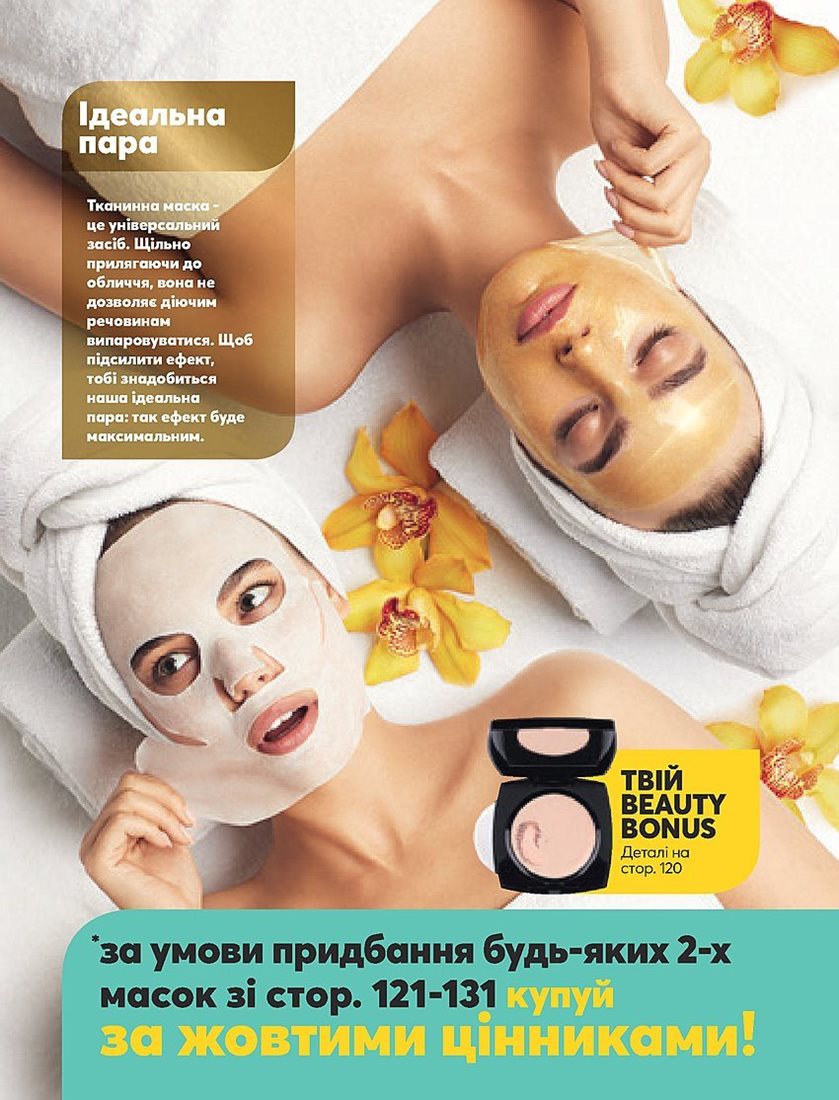 Ідеальна
пара
Тканинна маска -
це універсальний
засіб. Щільно
прилягаючи до
обличчя, вона не
дозволяє діючим
речовинам
випаровуватися. Щоб
підсилити ефект,
тобі знадобиться
наша ідеальна
пара: так ефект буде
максимальним.
ТВІЙ
BEAUTY
BONUS
Деталі на
стор. 120
*за умови придбання будь-яких 2-х
масок зі стор. 121-131 купуй
за жовтими цінниками!